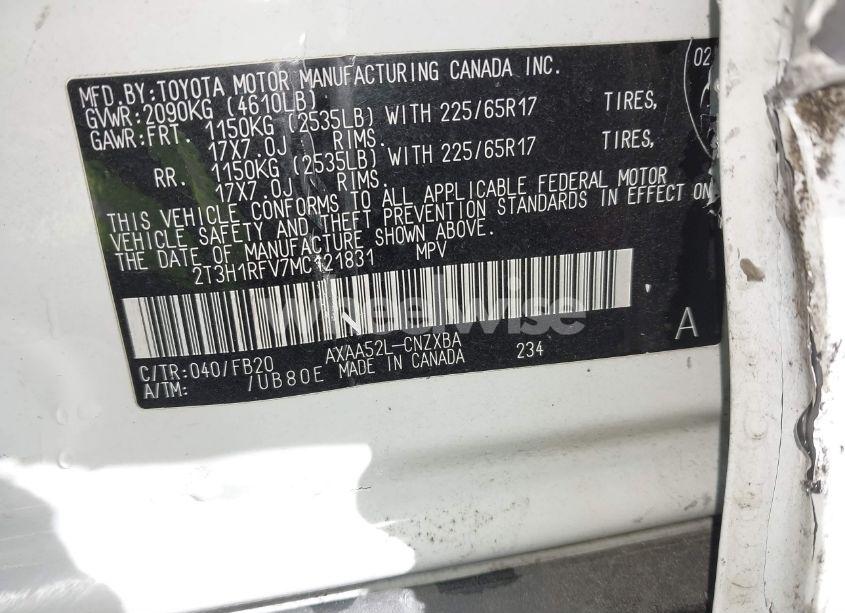 MFD.BY:TOYOTA MOTOR MANUFACTURING CANADA INC. 02
GVWR:2090KG (4610LB)
GAWR:FRT. 1150KG (2535LB) WITH 225/65R17 TIRES,
17X7.0J RIMS.
RR. 1150KG (2535LB) WITH 225/65R17 TIRES,
17X7.0J RIMS.
THIS VEHICLE CONFORMS TO ALL APPLICABLE FEDERAL MOTOR
VEHICLE SAFETY AND THEFT PREVENTION STANDARDS IN EFFECT ON
THE DATE OF MANUFACTURE SHOWN ABOVE.
2T3H1RFV7MC121831 MPV
wheelwise
C/TR:040/FB20 AXAA52L-CNZXBA 234 A
A/TM: /UB80E MADE IN CANADA